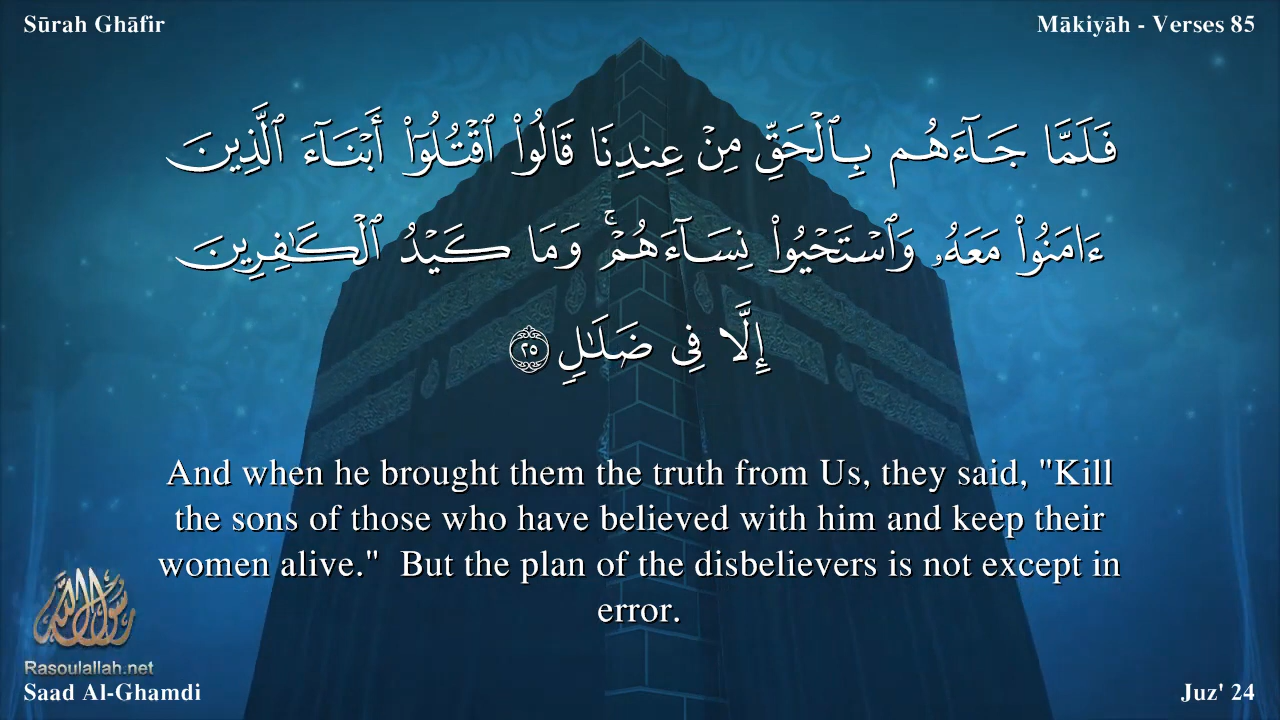 Sūrah Ghāfir
Mākiyāh - Verses 85
فَلَمَّا جَآءَهُم بِٱلْحَقِّ مِنْ عِندِنَا قَالُوا۟ ٱقْتُلُوٓا۟ أَبْنَآءَ ٱلَّذِينَ
ءَامَنُوا۟ مَعَهُۥ وَٱسْتَحْيُوا۟ نِسَآءَهُمْ ۚ وَمَا كَيْدُ ٱلْكَـٰفِرِينَ
إِلَّا فِى ضَلَـٰلٍ ٢٥
And when he brought them the truth from Us, they said, "Kill
the sons of those who have believed with him and keep their
women alive."  But the plan of the disbelievers is not except in
error.
رسول الله
Rasoulallah.net
Saad Al-Ghamdi
Juz' 24